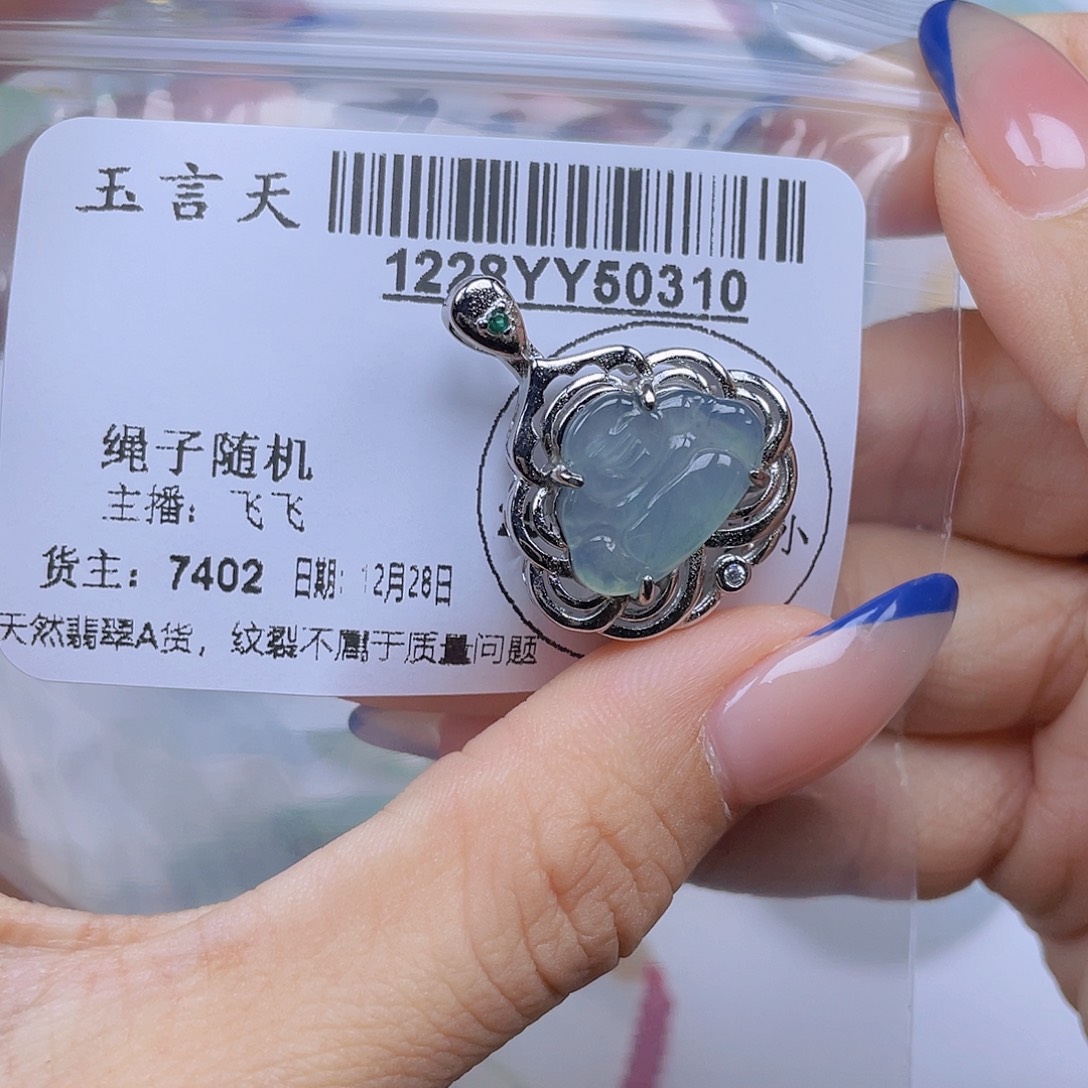 玉言天
1228YY50310
绳子随机
主播：飞飞
小
货主：7402 日期：12月28日
天然翡翠A货，纹裂不属于质量问题